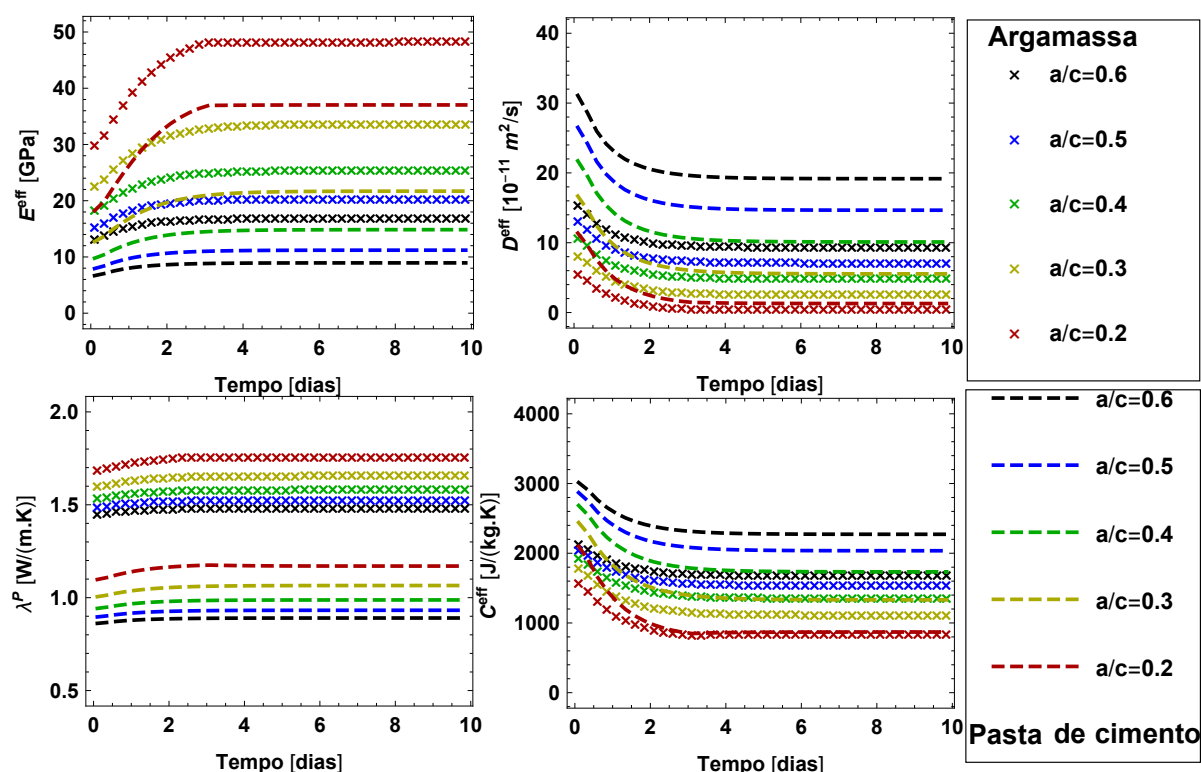 50
40
30
20
10
0
E^eff [GPa]
0 2 4 6 8 10
Tempo [dias]
40
30
20
10
0
D^eff [10^-11 m^2/s]
0 2 4 6 8 10
Tempo [dias]
Argamassa
a/c=0.6
a/c=0.5
a/c=0.4
a/c=0.3
a/c=0.2
2.0
1.5
1.0
0.5
λ^P [W/(m.K)]
0 2 4 6 8 10
Tempo [dias]
4000
3000
2000
1000
0
C^eff [J/(kg.K)]
0 2 4 6 8 10
Tempo [dias]
a/c=0.6
a/c=0.5
a/c=0.4
a/c=0.3
a/c=0.2
Pasta de cimento